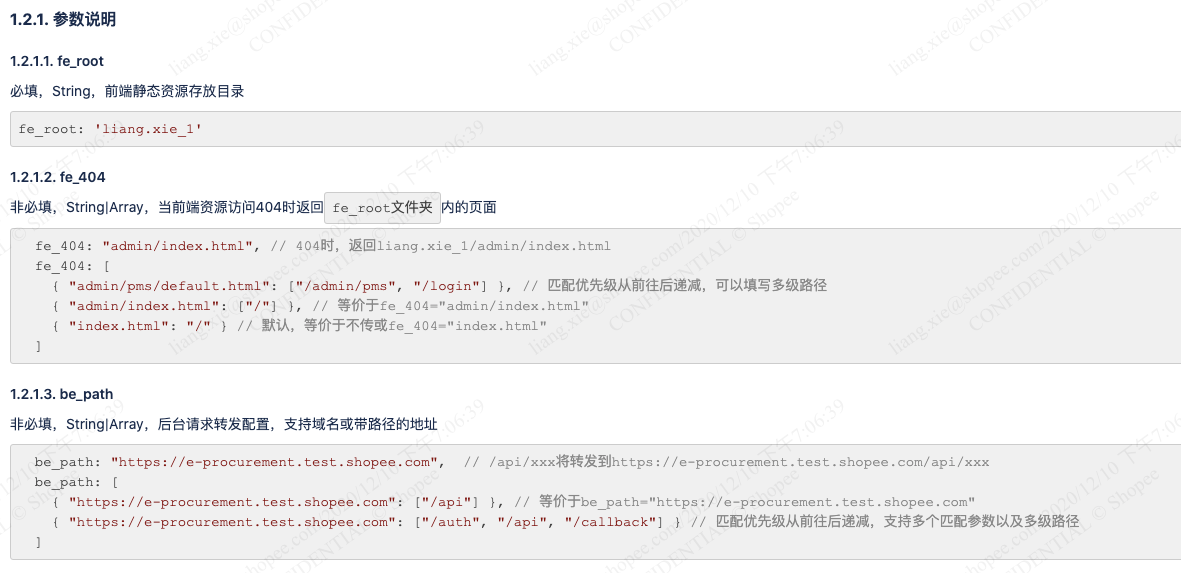 1.2.1. 参数说明
1.2.1.1. fe_root
必填，String，前端静态资源存放目录
fe_root: 'liang.xie_1'
1.2.1.2. fe_404
非必填，String|Array，当前端资源访问404时返回 fe_root文件夹 内的页面
fe_404: "admin/index.html", // 404时，返回liang.xie_1/admin/index.html
fe_404: [
{ "admin/pms/default.html": ["/admin/pms", "/login"] }, // 匹配优先级从前往后递减，可以填写多级路径
{ "admin/index.html": ["/"] }, // 等价于fe_404="admin/index.html"
{ "index.html": "/" } // 默认，等价于不传或fe_404="index.html"
]
1.2.1.3. be_path
非必填，String|Array，后台请求转发配置，支持域名或带路径的地址
be_path: "https://e-procurement.test.shopee.com", // /api/xxx将转发到https://e-procurement.test.shopee.com/api/xxx
be_path: [
{ "https://e-procurement.test.shopee.com": ["/api"] }, // 等价于be_path="https://e-procurement.test.shopee.com"
{ "https://e-procurement.test.shopee.com": ["/auth", "/api", "/callback"] } // 匹配优先级从前往后递减，支持多个匹配参数以及多级路径
]
liang.xie@shopee.com/2020/12/10 下午7:06:39
CONFIDENTIAL © Shopee